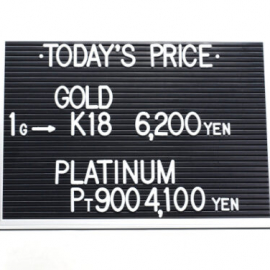 ·TODAY'S PRICE·
GOLD
1G→ K18 6,200 YEN
PLATINUM
PT900 4,100 YEN